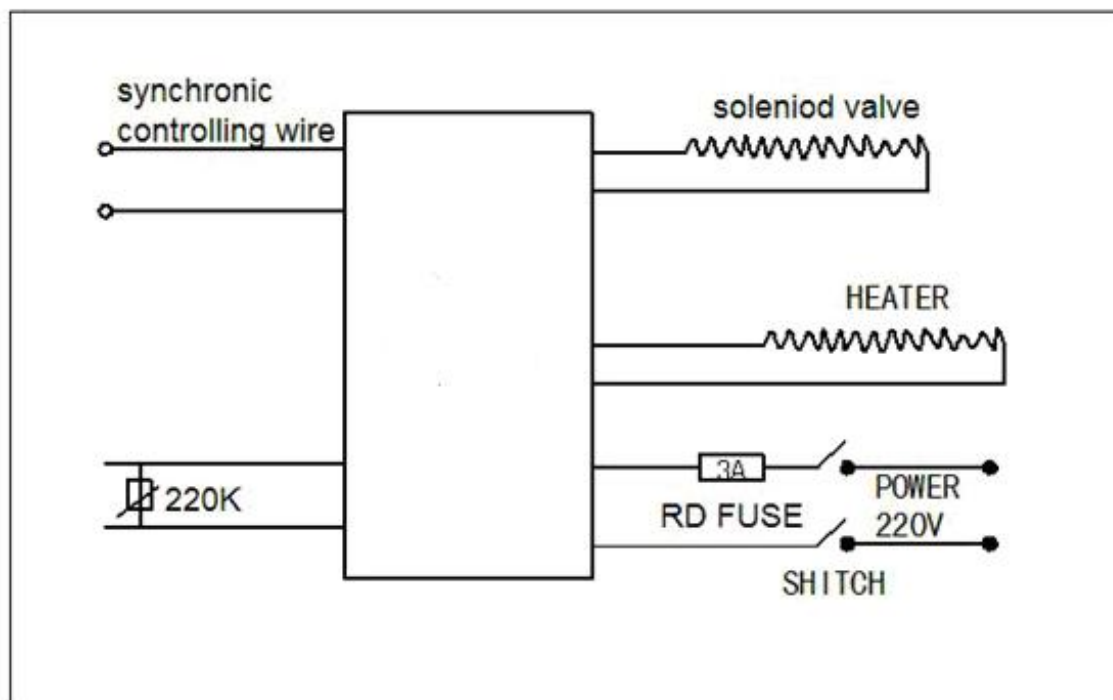 synchronic
controlling wire
soleniod valve
HEATER
3A
RD FUSE
POWER
220V
SHITCH
220K